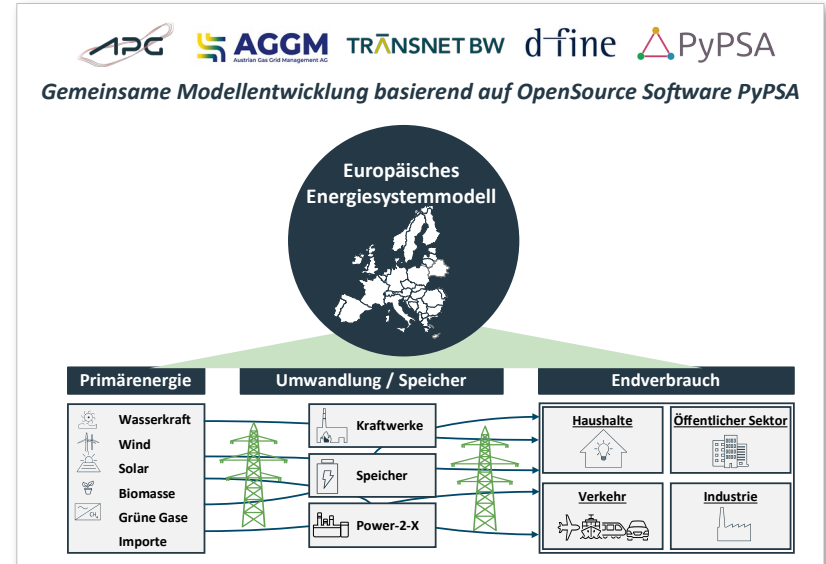 APG
AGGM
Austrian Gas Grid Management AG
TRANSNET BW
d-fine
PyPSA
Gemeinsame Modellentwicklung basierend auf OpenSource Software PyPSA
Europäisches
Energiesystemmodell
Primärenergie
Umwandlung / Speicher
Endverbrauch
Wasserkraft
Wind
Solar
Biomasse
CH₄
Grüne Gase
Importe
Kraftwerke
Speicher
Power-2-X
Haushalte
Öffentlicher Sektor
Verkehr
Industrie